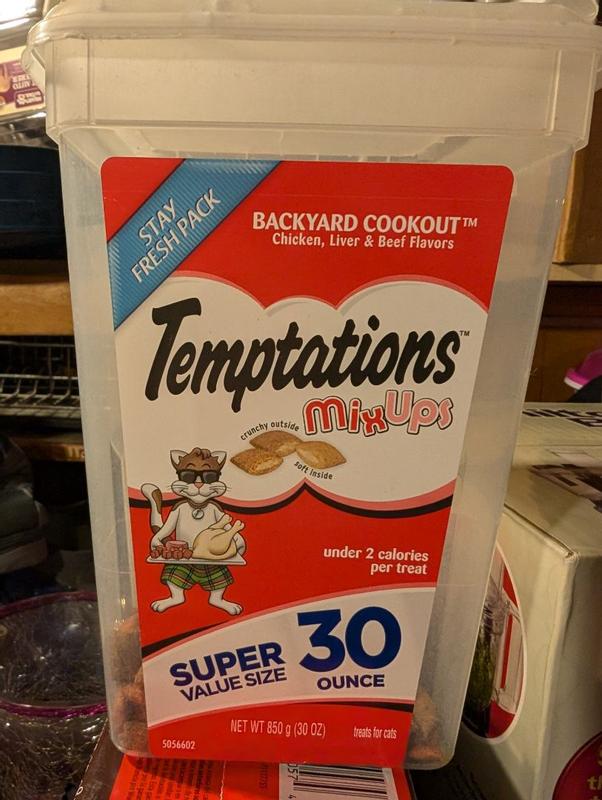 STAY
FRESH PACK
BACKYARD COOKOUT™
Chicken, Liver & Beef Flavors
Temptations™
MixUps
crunchy outside
soft inside
under 2 calories
per treat
SUPER
VALUE SIZE
30
OUNCE
NET WT 850 g (30 OZ)
treats for cats
5056602